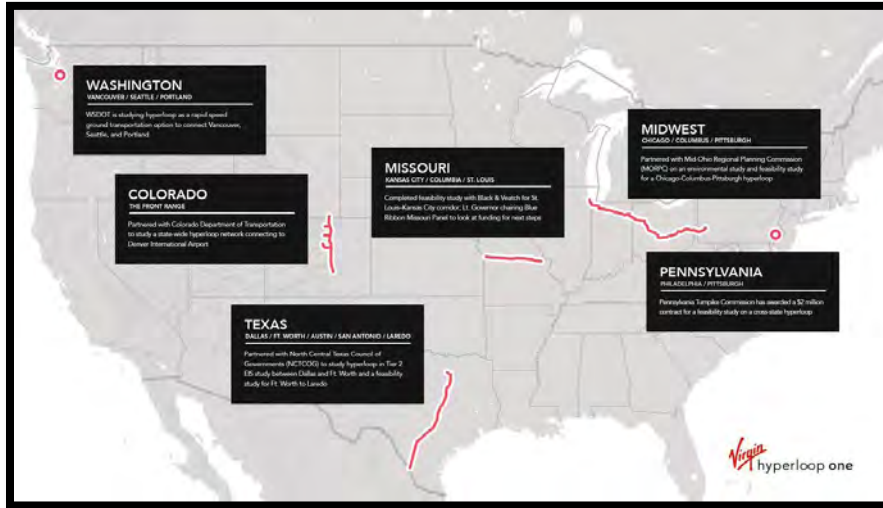 WASHINGTON
VANCOUVER / SEATTLE / PORTLAND
WSDOT is studying hyperloop as a rapid speed
ground transportation option to connect Vancouver,
Seattle, and Portland
COLORADO
THE FRONT RANGE
Partnered with Colorado Department of Transportation
to study a state-wide hyperloop network connecting to
Denver International Airport
MISSOURI
KANSAS CITY / COLUMBIA / ST. LOUIS
Completed feasibility study with Black & Veatch for St.
Louis-Kansas City corridor; Lt. Governor chairing Blue
Ribbon Missouri Panel to look at funding for next steps
MIDWEST
CHICAGO / COLUMBUS / PITTSBURGH
Partnered with Mid-Ohio Regional Planning Commission
(MORPC) on an environmental study and feasibility study
for a Chicago-Columbus-Pittsburgh hyperloop
PENNSYLVANIA
PHILADELPHIA / PITTSBURGH
Pennsylvania Turnpike Commission has awarded a $2 million
contract for a feasibility study on a cross-state hyperloop
TEXAS
DALLAS / FT. WORTH / AUSTIN / SAN ANTONIO / LAREDO
Partnered with North Central Texas Council of
Governments (NCTCOG) to study hyperloop in Tier 2
EIS study between Dallas and Ft. Worth and a feasibility
study for Ft. Worth to Laredo
Virgin hyperloop one